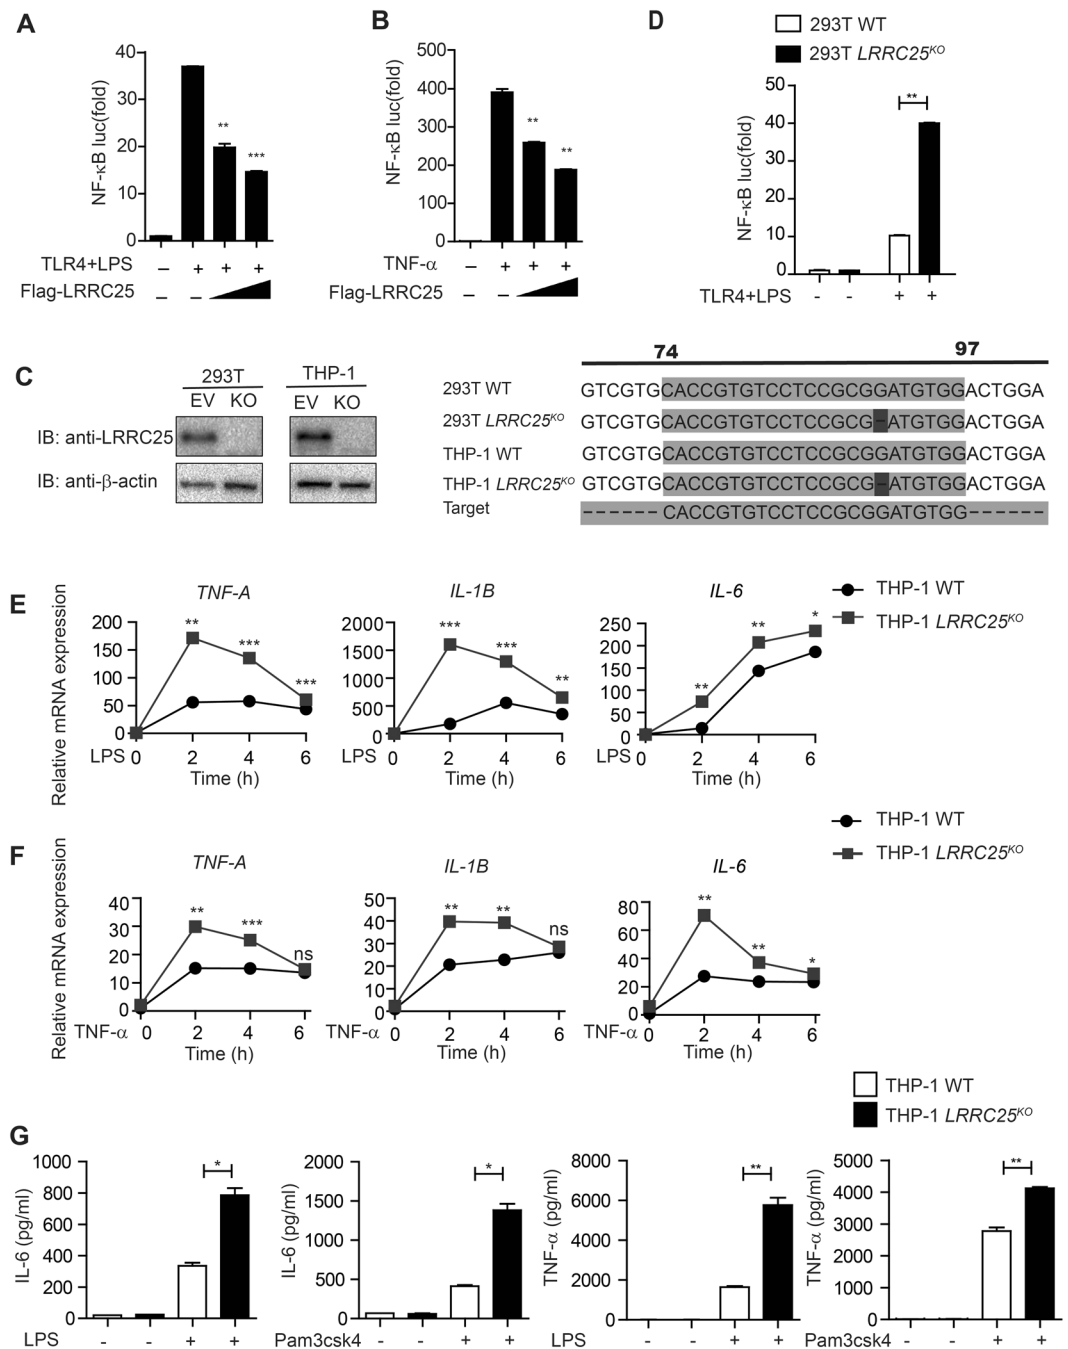 A
NF-κB luc(fold)
40
30
20
10
0
**
***
TLR4+LPS – + + +
Flag-LRRC25 – –
B
NF-κB luc(fold)
500
400
300
200
100
0
**
**
TNF-α – + + +
Flag-LRRC25 – –
D
293T WT
293T LRRC25KO
NF-κB luc(fold)
50
40
30
20
10
0
**
TLR4+LPS - - + +
C
293T THP-1
EV KO EV KO
IB: anti-LRRC25
IB: anti-β-actin
74 97
293T WT GTCGTGCACCGTGTCCTCCGCGGATGTGGACTGGA
293T LRRC25KO GTCGTGCACCGTGTCCTCCGCG-ATGTGGACTGGA
THP-1 WT GTCGTGCACCGTGTCCTCCGCGGATGTGGACTGGA
THP-1 LRRC25KO GTCGTGCACCGTGTCCTCCGCG-ATGTGGACTGGA
Target ------CACCGTGTCCTCCGCGGATGTGG------
E
Relative mRNA expression
TNF-A
200
150
100
50
0
** *** ***
LPS 0 2 4 6
Time (h)
IL-1B
2000
1500
1000
500
0
*** *** **
LPS 0 2 4 6
Time (h)
IL-6
250
200
150
100
50
0
** ** *
LPS 0 2 4 6
Time (h)
THP-1 WT
THP-1 LRRC25KO
F
Relative mRNA expression
TNF-A
40
30
20
10
0
** *** ns
TNF-α 0 2 4 6
Time (h)
IL-1B
50
40
30
20
10
0
** ** ns
TNF-α 0 2 4 6
Time (h)
IL-6
80
60
40
20
0
** ** *
TNF-α 0 2 4 6
Time (h)
THP-1 WT
THP-1 LRRC25KO
G
THP-1 WT
THP-1 LRRC25KO
IL-6 (pg/ml)
1000
800
600
400
200
0
*
LPS - - + +
IL-6 (pg/ml)
2000
1500
1000
500
0
*
Pam3csk4 - - + +
TNF-α (pg/ml)
8000
6000
4000
2000
0
**
LPS - - + +
TNF-α (pg/ml)
5000
4000
3000
2000
1000
0
**
Pam3csk4 - - + +